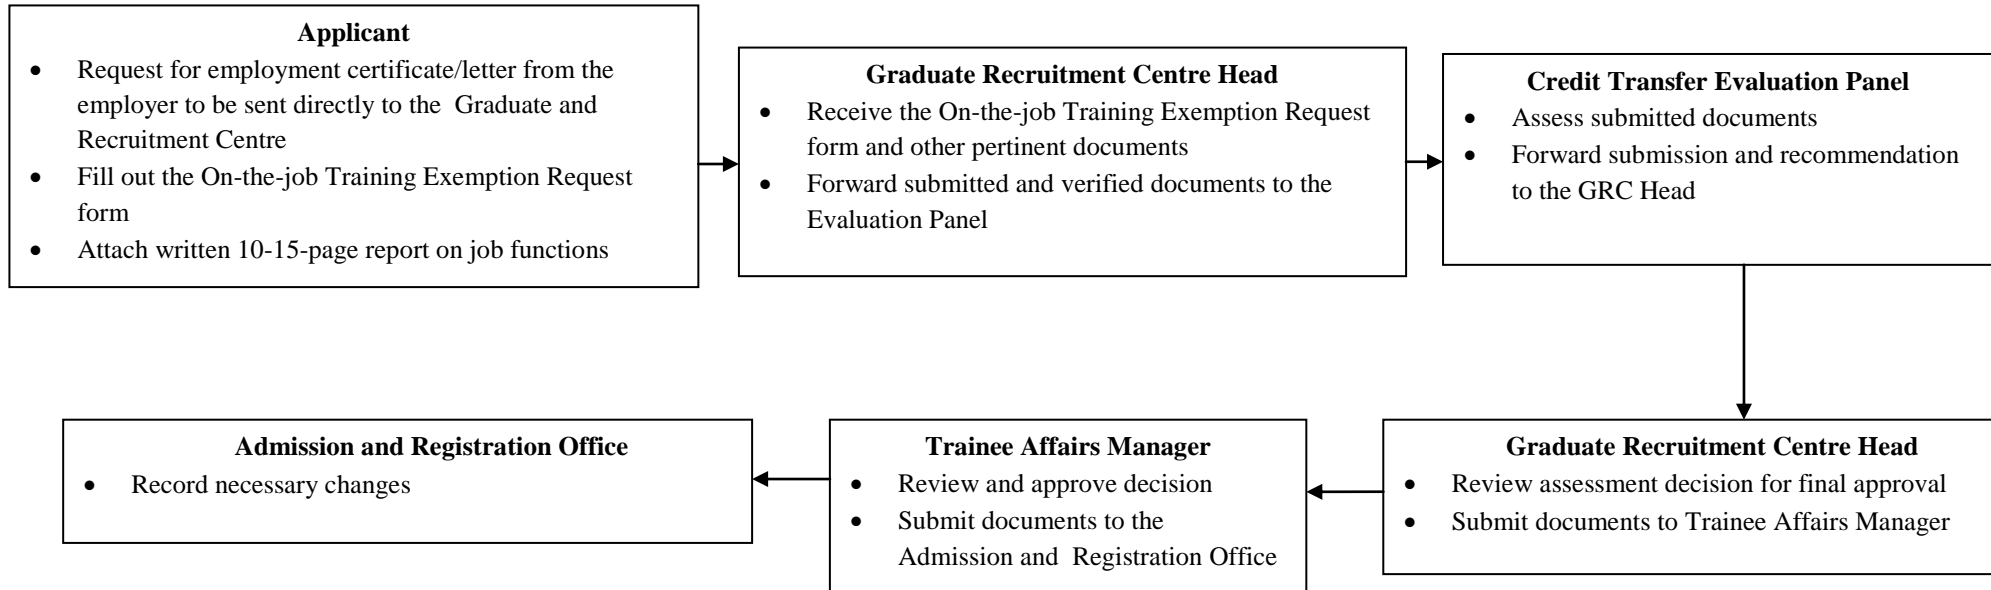 Applicant
• Request for employment certificate/letter from the
employer to be sent directly to the  Graduate and
Recruitment Centre
• Fill out the On-the-job Training Exemption Request
form
• Attach written 10-15-page report on job functions
Graduate Recruitment Centre Head
• Receive the On-the-job Training Exemption Request
form and other pertinent documents
• Forward submitted and verified documents to the
Evaluation Panel
Credit Transfer Evaluation Panel
• Assess submitted documents
• Forward submission and recommendation
to the GRC Head
Graduate Recruitment Centre Head
• Review assessment decision for final approval
• Submit documents to Trainee Affairs Manager
Trainee Affairs Manager
• Review and approve decision
• Submit documents to the
Admission and  Registration Office
Admission and Registration Office
• Record necessary changes